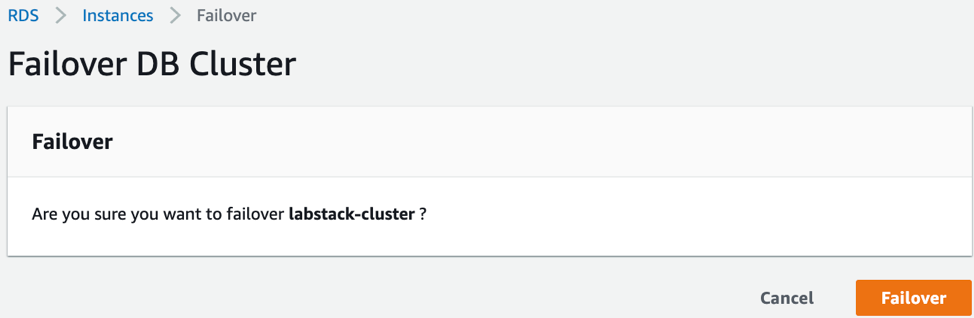 RDS > Instances > Failover
Failover DB Cluster
Failover
Are you sure you want to failover labstack-cluster ?
Cancel Failover